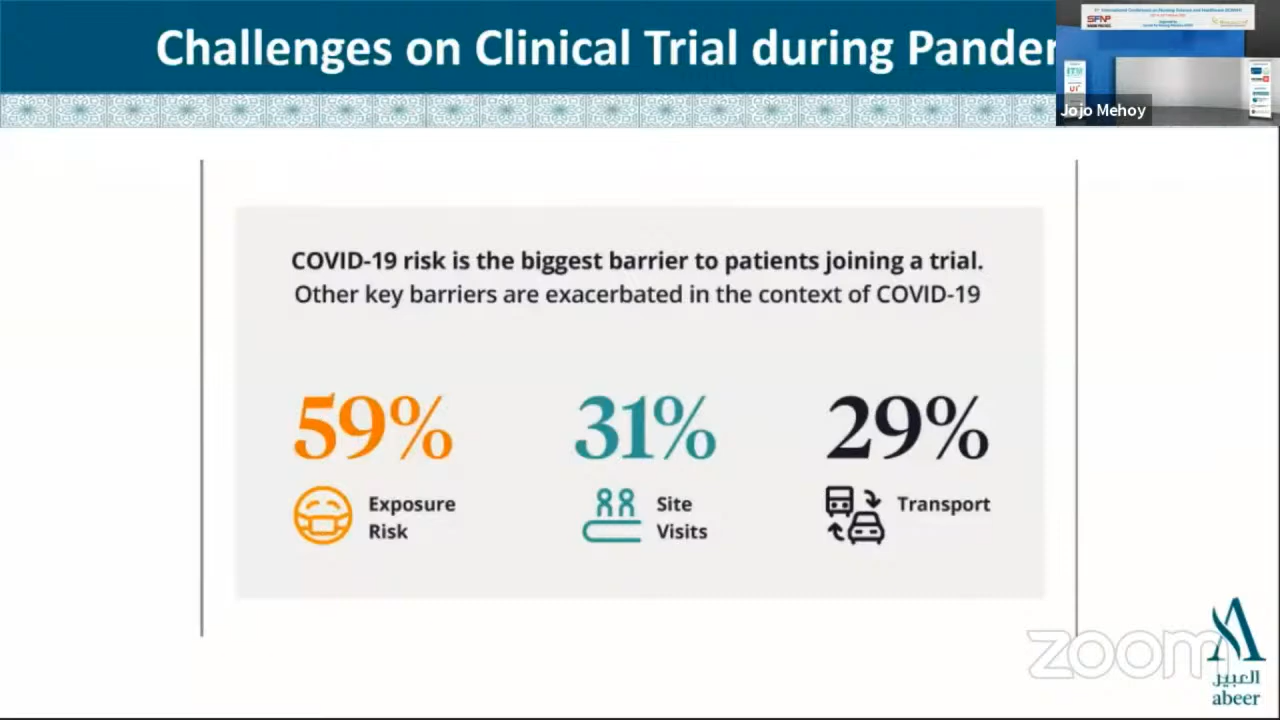 Challenges on Clinical Trial during Pander
SFNP
ITM
Jojo Mehoy
COVID-19 risk is the biggest barrier to patients joining a trial.
Other key barriers are exacerbated in the context of COVID-19
59%
31%
29%
Exposure
Risk
Site
Visits
Transport
zoom
العبير
abeer